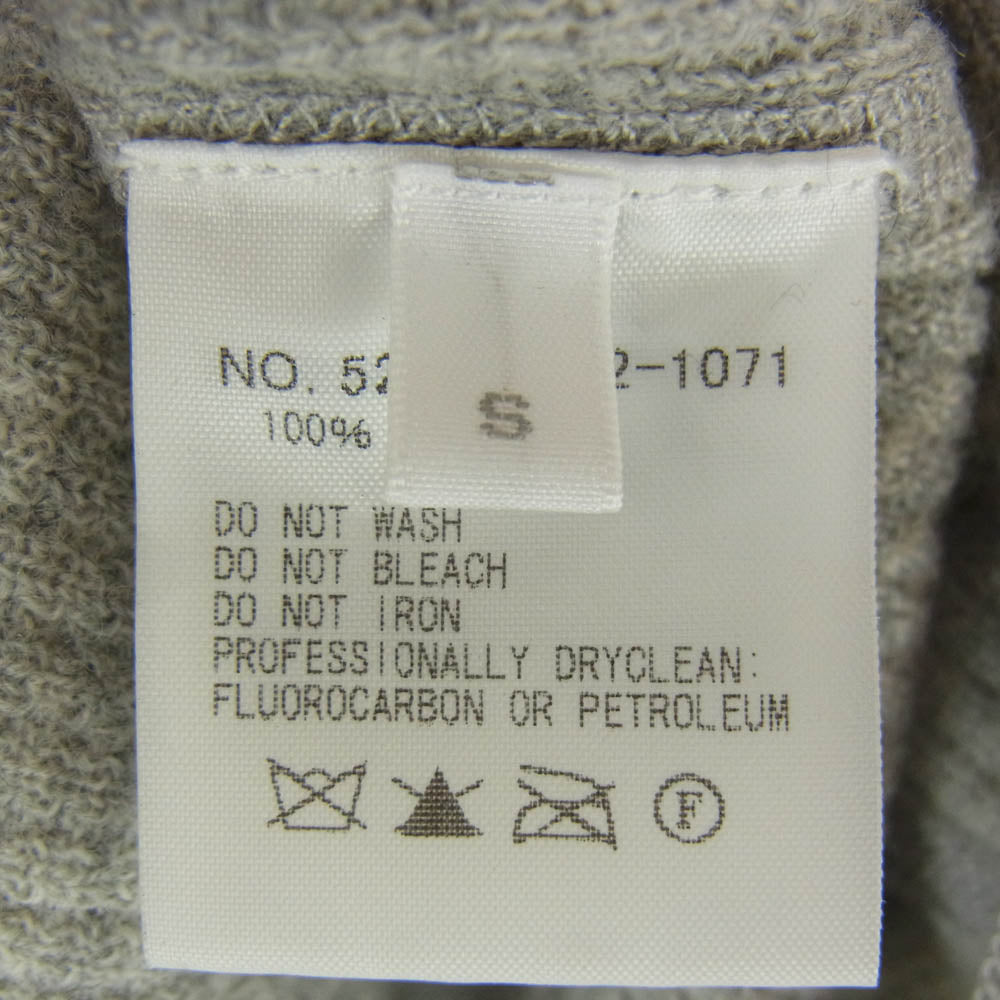 NO. 52 2-1071
100%
S
DO NOT WASH
DO NOT BLEACH
DO NOT IRON
PROFESSIONALLY DRYCLEAN:
FLUOROCARBON OR PETROLEUM
F